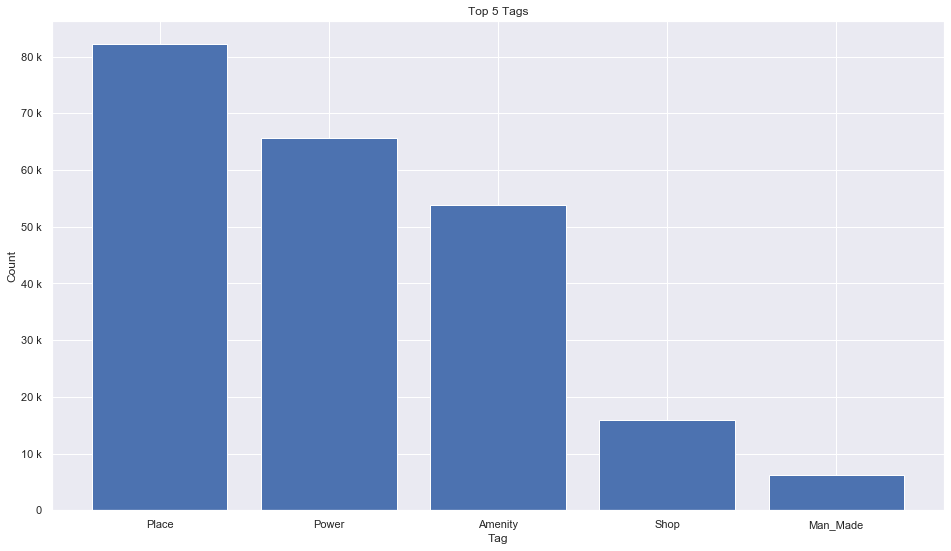 Top 5 Tags
80 k
70 k
60 k
50 k
40 k
30 k
20 k
10 k
0
Count
Place Power Amenity Shop Man_Made
Tag